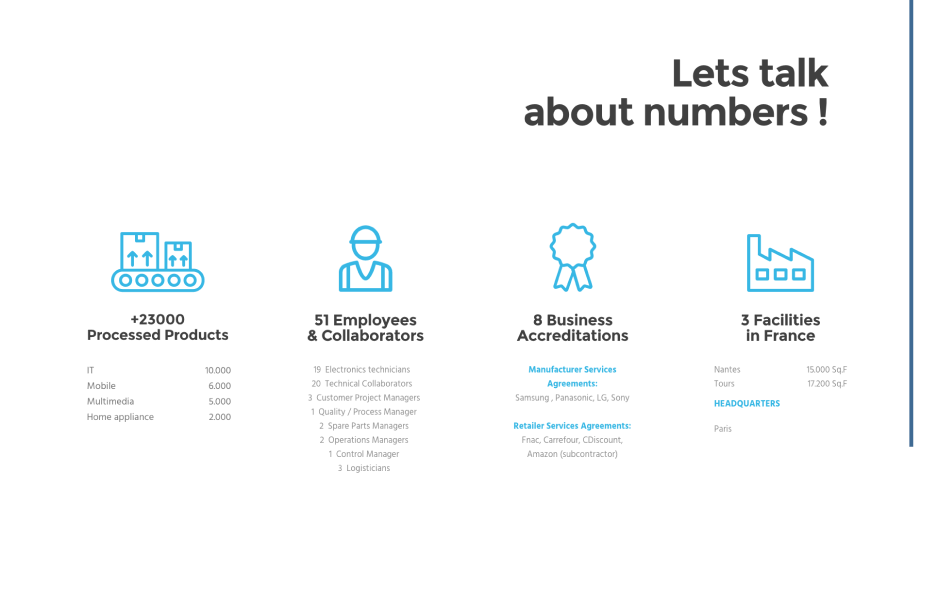 Lets talk
about numbers !
+23000
Processed Products
IT 10.000
Mobile 6.000
Multimedia 5.000
Home appliance 2.000
51 Employees
& Collaborators
19 Electronics technicians
20 Technical Collaborators
3 Customer Project Managers
1 Quality / Process Manager
2 Spare Parts Managers
2 Operations Managers
1 Control Manager
3 Logisticians
8 Business
Accreditations
Manufacturer Services
Agreements:
Samsung , Panasonic, LG, Sony
Retailer Services Agreements:
Fnac, Carrefour, CDiscount,
Amazon (subcontractor)
3 Facilities
in France
Nantes 15.000 Sq.F
Tours 17.200 Sq.F
HEADQUARTERS
Paris